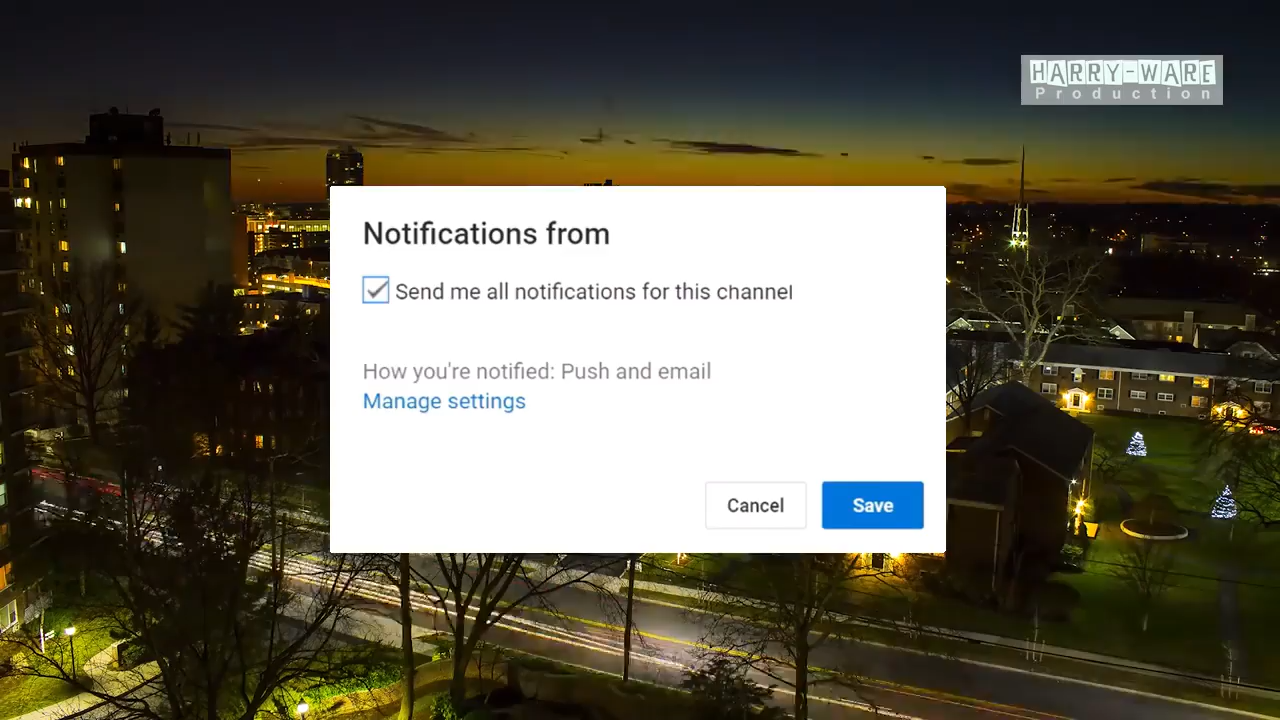 HARRY-WARE
Production
Notifications from
Send me all notifications for this channel
How you're notified: Push and email
Manage settings
Cancel
Save